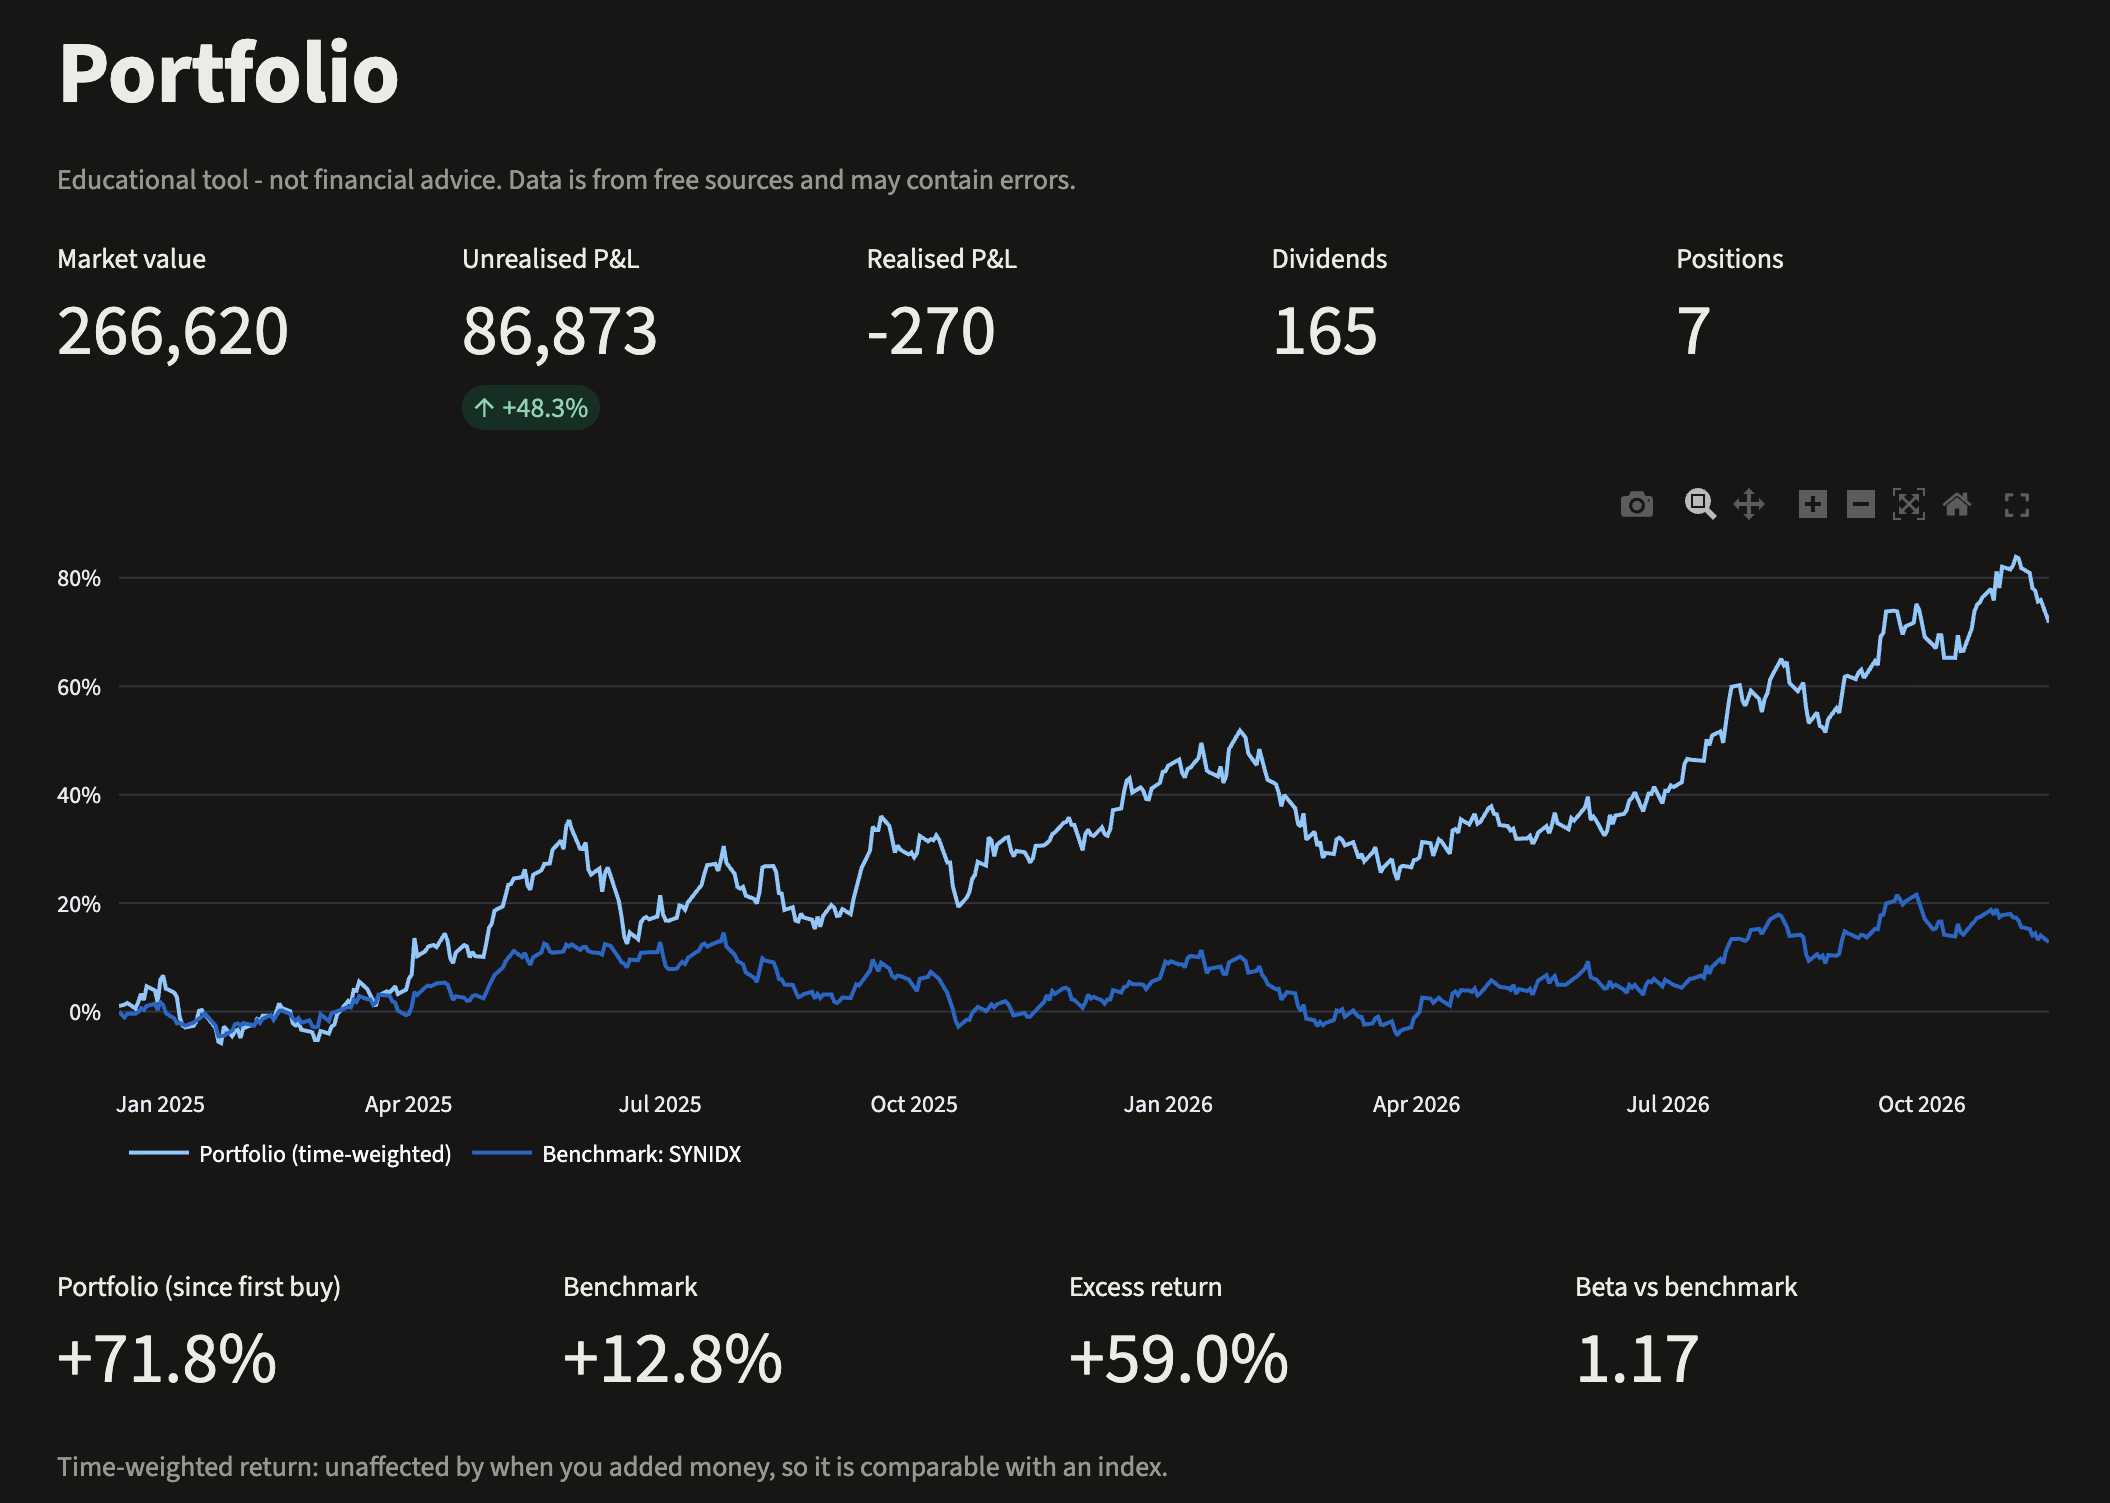 Portfolio
Educational tool - not financial advice. Data is from free sources and may contain errors.
Market value
Unrealised P&L
Realised P&L
Dividends
Positions
266,620
86,873
-270
165
7
↑ +48.3%
80%
60%
40%
20%
0%
Jan 2025
Apr 2025
Jul 2025
Oct 2025
Jan 2026
Apr 2026
Jul 2026
Oct 2026
Portfolio (time-weighted)
Benchmark: SYNIDX
Portfolio (since first buy)
Benchmark
Excess return
Beta vs benchmark
+71.8%
+12.8%
+59.0%
1.17
Time-weighted return: unaffected by when you added money, so it is comparable with an index.